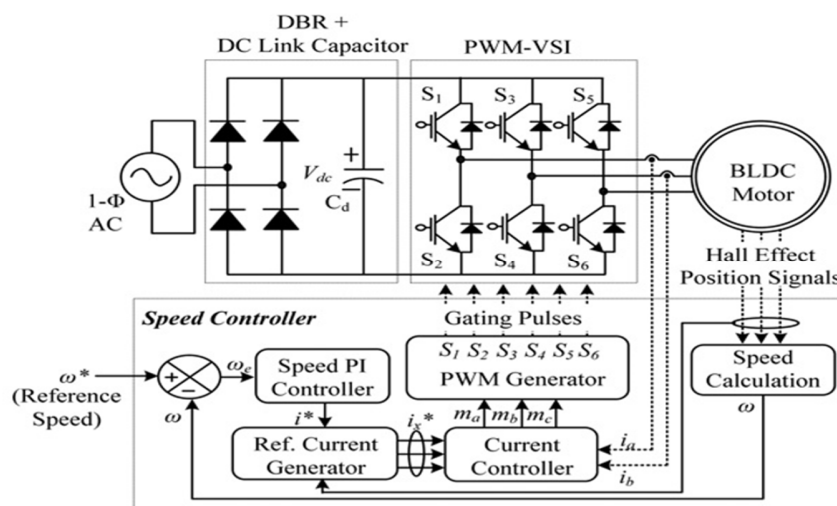 DBR +
DC Link Capacitor
PWM-VSI
S1
S3
S5
1-Φ
AC
Vdc
+
−
Cd
BLDC
Motor
S2
S4
S6
Hall Effect
Position Signals
Speed Controller
Gating Pulses
S1 S2 S3 S4 S5 S6
PWM Generator
ω*
(Reference
Speed)
+
−
ωe
ω
Speed PI
Controller
Speed
Calculation
ω
i*
ma
mb
mc
Ref. Current
Generator
ix*
Current
Controller
ia
ib